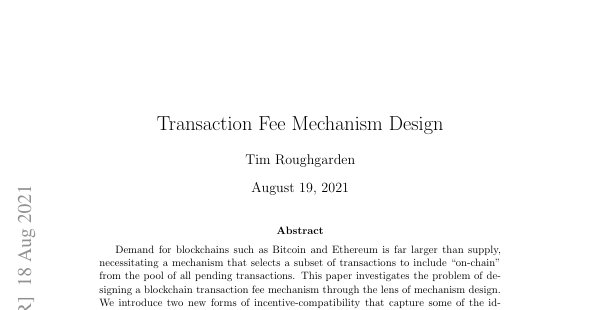 Transaction Fee Mechanism Design
Tim Roughgarden
August 19, 2021
Abstract
Demand for blockchains such as Bitcoin and Ethereum is far larger than supply,
necessitating a mechanism that selects a subset of transactions to include “on-chain”
from the pool of all pending transactions. This paper investigates the problem of de-
signing a blockchain transaction fee mechanism through the lens of mechanism design.
We introduce two new forms of incentive-compatibility that capture some of the id-
R] 18 Aug 2021